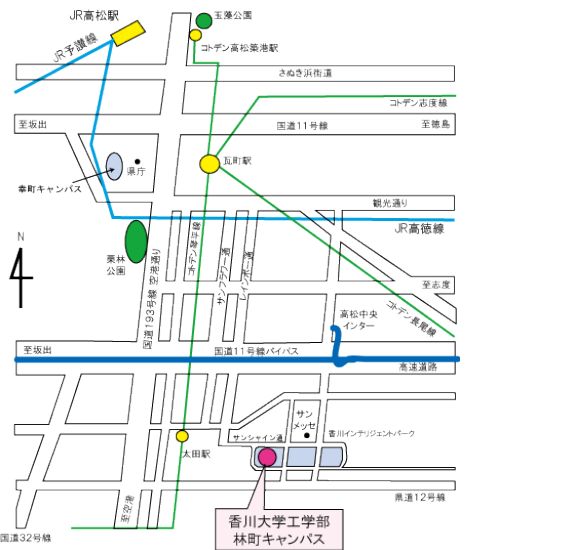 JR高松駅
玉藻公園
JR予讃線
コトデン高松築港駅
さぬき浜街道
コトデン志度線
至坂出
国道11号線
至徳島
瓦町駅
県庁
幸町キャンパス
観光通り
JR高徳線
N
栗林
公園
国道193号線 空港通り
コトデン琴平線
サンフラワー通
レインボー通
至志度
コトデン長尾線
高松中央
インター
至坂出
国道11号線バイパス
高速道路
サン
メッセ
サンシャイン通
香川インテリジェントパーク
太田駅
至空港
県道12号線
国道32号線
香川大学工学部
林町キャンパス